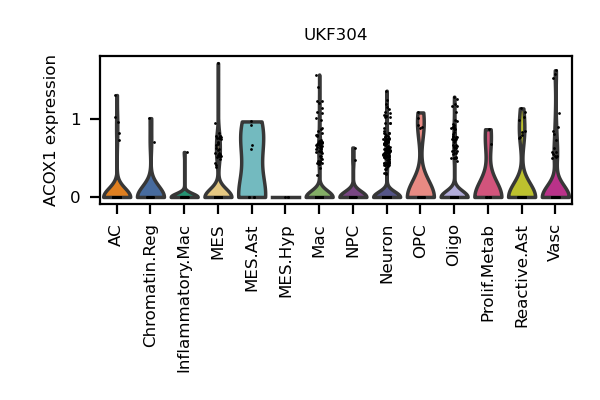 UKF304
ACOX1 expression
1
0
AC
Chromatin.Reg
Inflammatory.Mac
MES
MES.Ast
MES.Hyp
Mac
NPC
Neuron
OPC
Oligo
Prolif.Metab
Reactive.Ast
Vasc